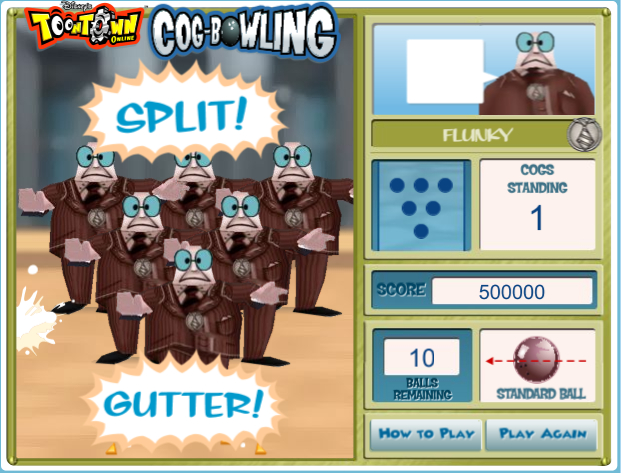 Disney's
TOONTOWN
ONLINE
COG-BOWLING
SPLIT!
GUTTER!
FLUNKY
COGS
STANDING
1
SCORE 500000
10
BALLS
REMAINING
STANDARD BALL
HOW TO PLAY
PLAY AGAIN